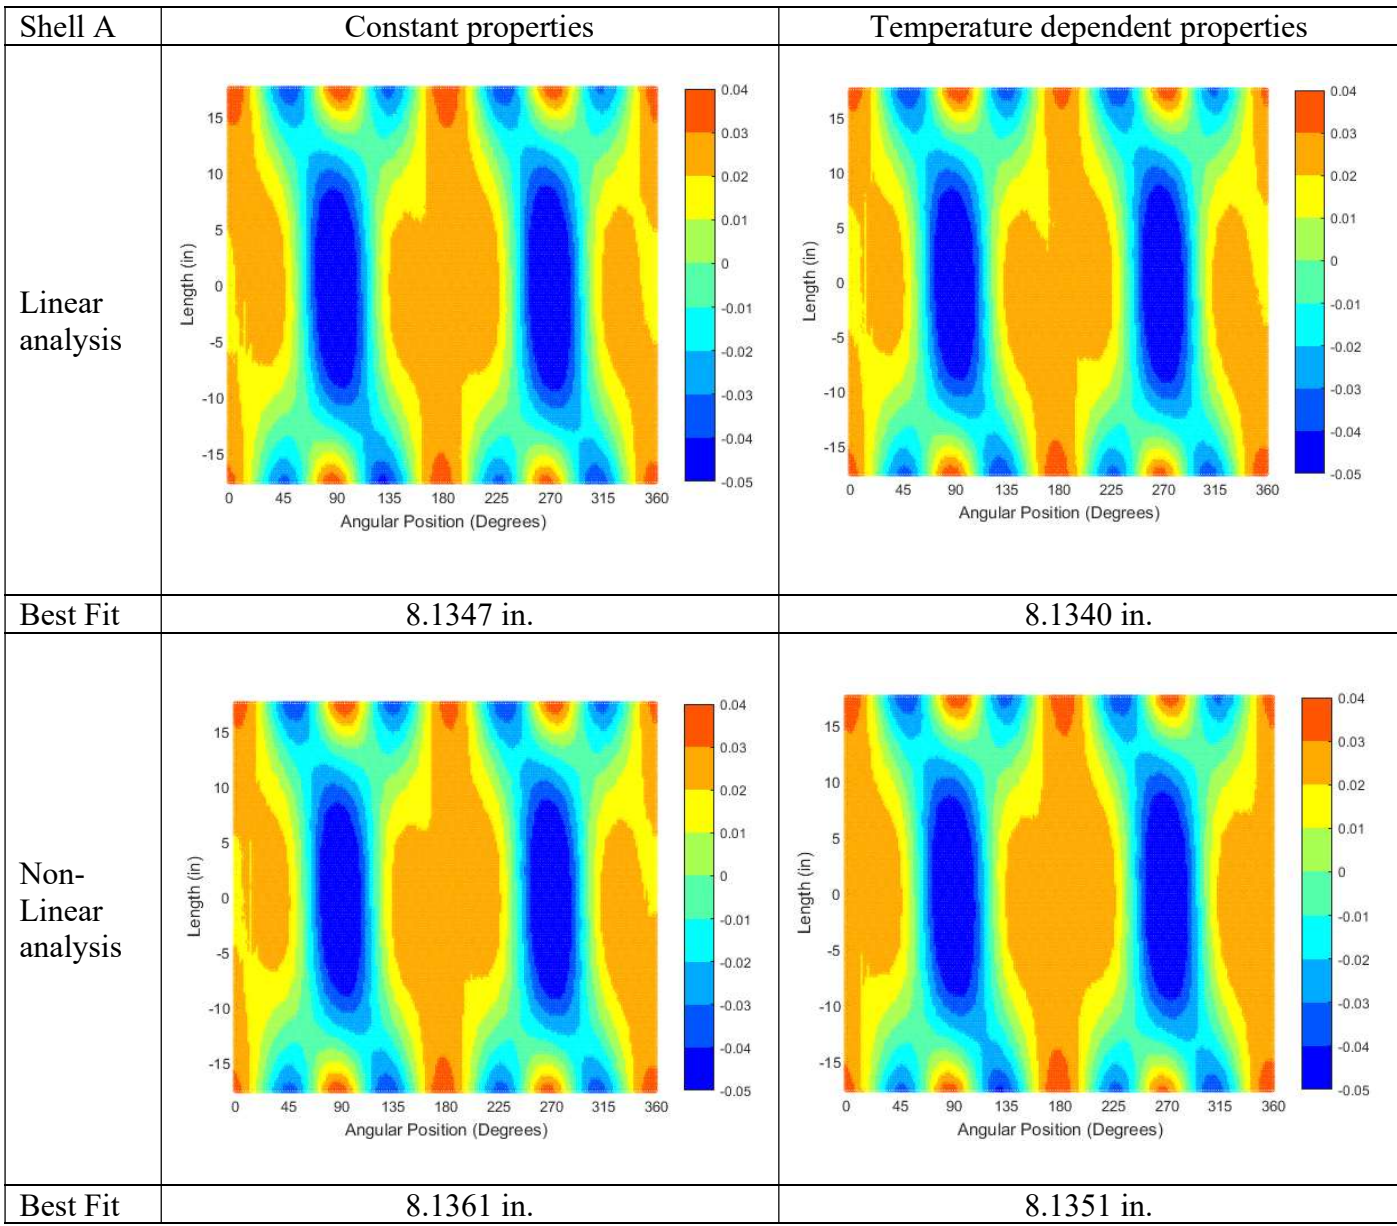 Shell A
Constant properties
Temperature dependent properties
Linear
analysis
Length (in)
15
10
5
0
-5
-10
-15
0 45 90 135 180 225 270 315 360
Angular Position (Degrees)
0.04
0.03
0.02
0.01
0
-0.01
-0.02
-0.03
-0.04
-0.05
Length (in)
15
10
5
0
-5
-10
-15
0 45 90 135 180 225 270 315 360
Angular Position (Degrees)
0.04
0.03
0.02
0.01
0
-0.01
-0.02
-0.03
-0.04
-0.05
Best Fit
8.1347 in.
8.1340 in.
Non-
Linear
analysis
Length (in)
15
10
5
0
-5
-10
-15
0 45 90 135 180 225 270 315 360
Angular Position (Degrees)
0.04
0.03
0.02
0.01
0
-0.01
-0.02
-0.03
-0.04
-0.05
Length (in)
15
10
5
0
-5
-10
-15
0 45 90 135 180 225 270 315 360
Angular Position (Degrees)
0.04
0.03
0.02
0.01
0
-0.01
-0.02
-0.03
-0.04
-0.05
Best Fit
8.1361 in.
8.1351 in.